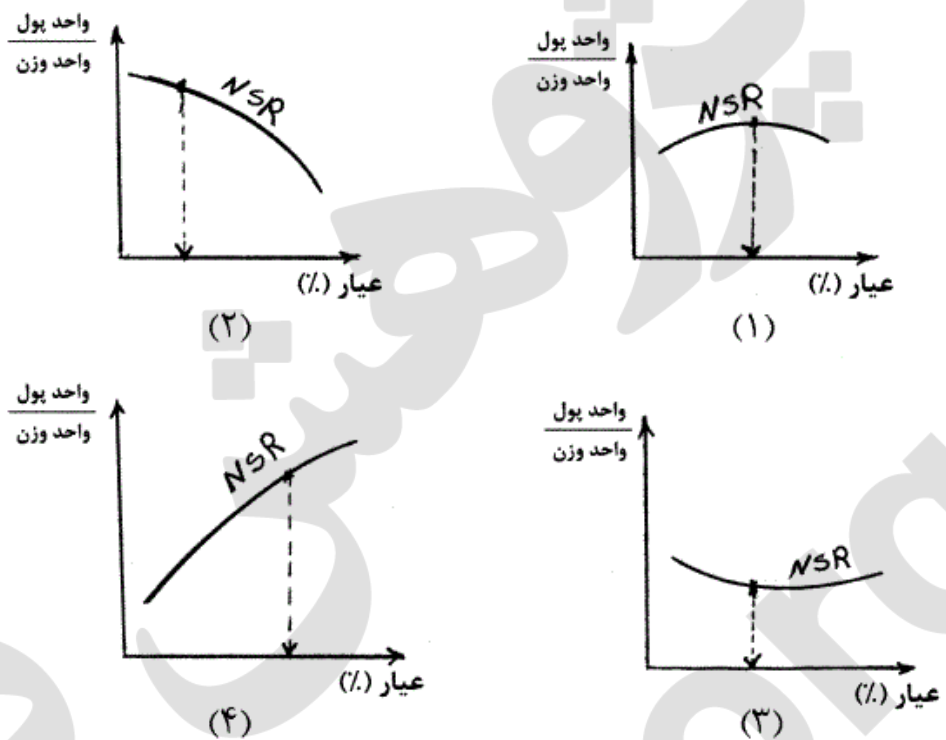 واحد پول
واحد وزن
NSR
عیار (٪)
(۱)
واحد پول
واحد وزن
NSR
عیار (٪)
(۲)
واحد پول
واحد وزن
NSR
عیار (٪)
(۳)
واحد پول
واحد وزن
NSR
عیار (٪)
(۴)